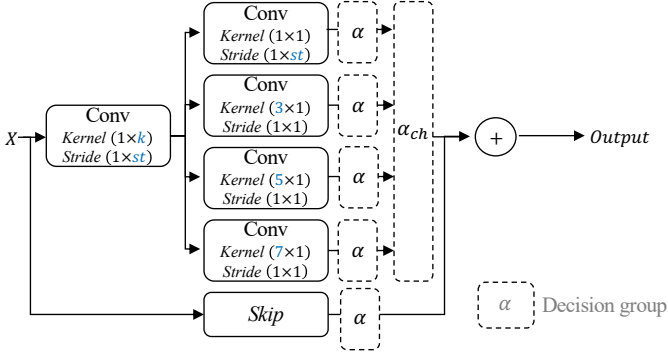 Conv
Kernel (1×1)
Stride (1×st)
α
Conv
Kernel (3×1)
Stride (1×1)
α
X
Conv
Kernel (1×k)
Stride (1×st)
α_ch
+
Output
Conv
Kernel (5×1)
Stride (1×1)
α
Conv
Kernel (7×1)
Stride (1×1)
α
Skip
α
α Decision group